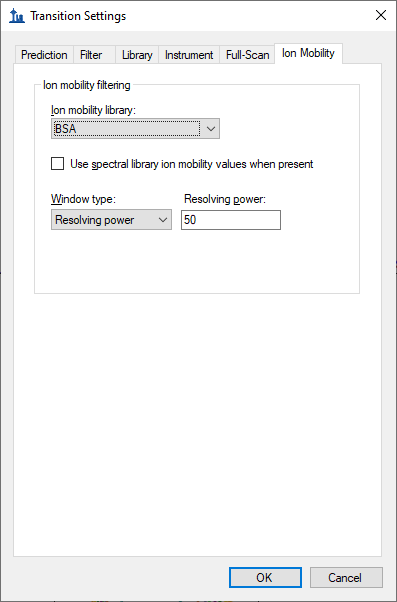 Transition Settings
Prediction Filter Library Instrument Full-Scan Ion Mobility
Ion mobility filtering
Ion mobility library:
BSA
Use spectral library ion mobility values when present
Window type: Resolving power:
Resolving power 50
OK Cancel